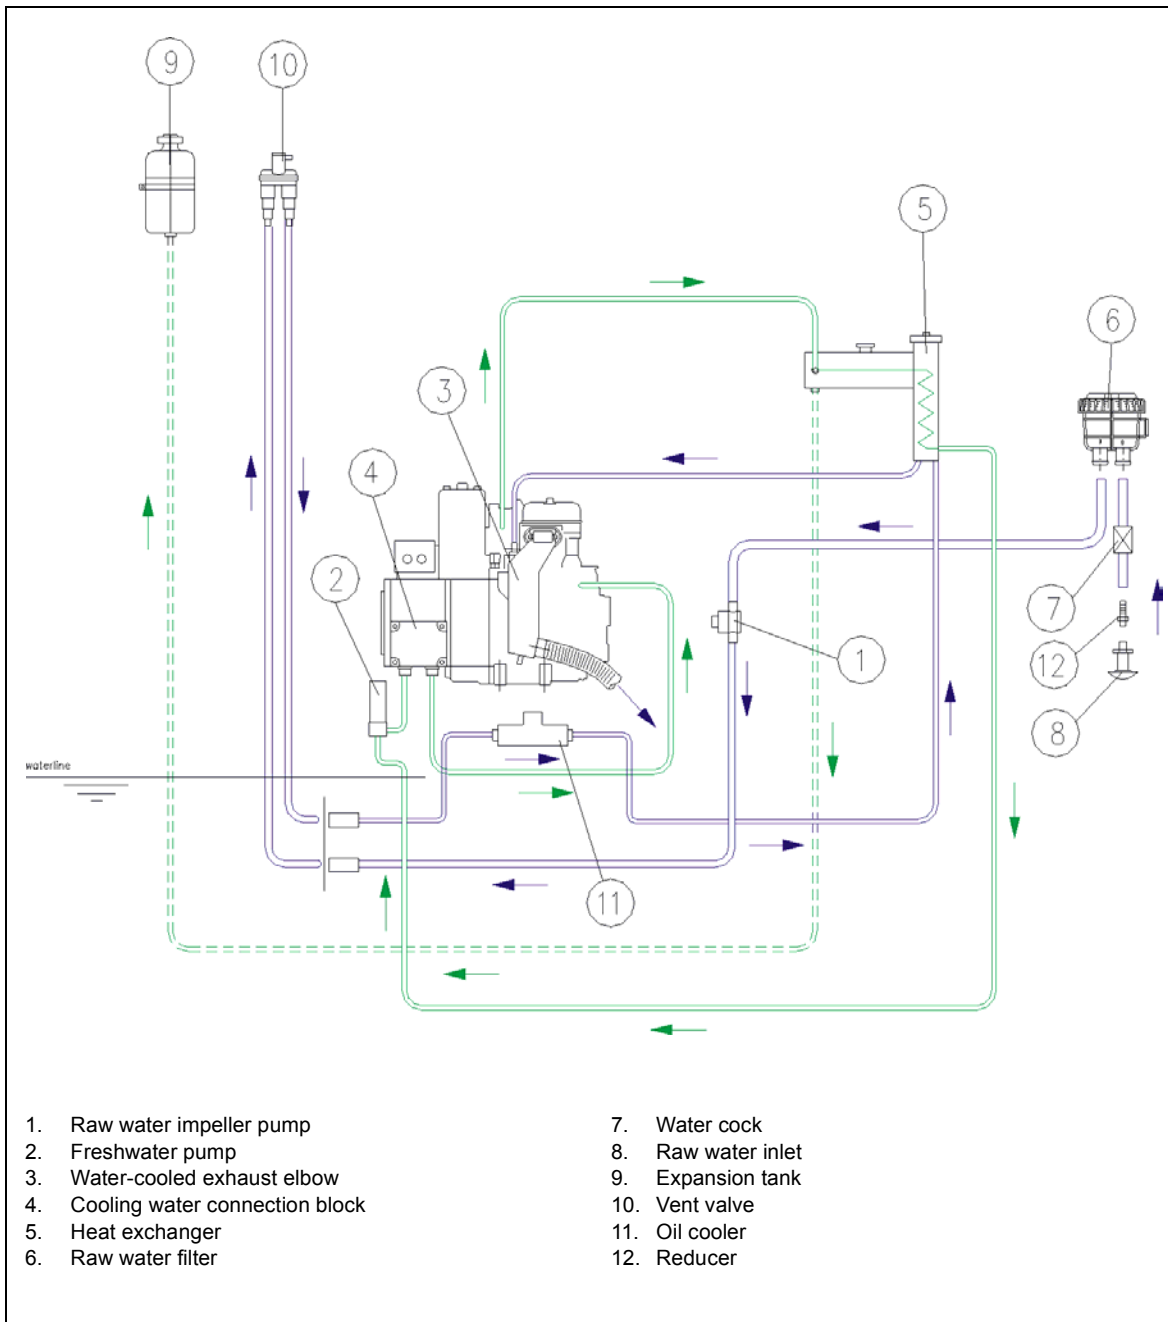 9
10
5
6
3
4
2
7
1
12
8
waterline
11
1. Raw water impeller pump
2. Freshwater pump
3. Water-cooled exhaust elbow
4. Cooling water connection block
5. Heat exchanger
6. Raw water filter
7. Water cock
8. Raw water inlet
9. Expansion tank
10. Vent valve
11. Oil cooler
12. Reducer